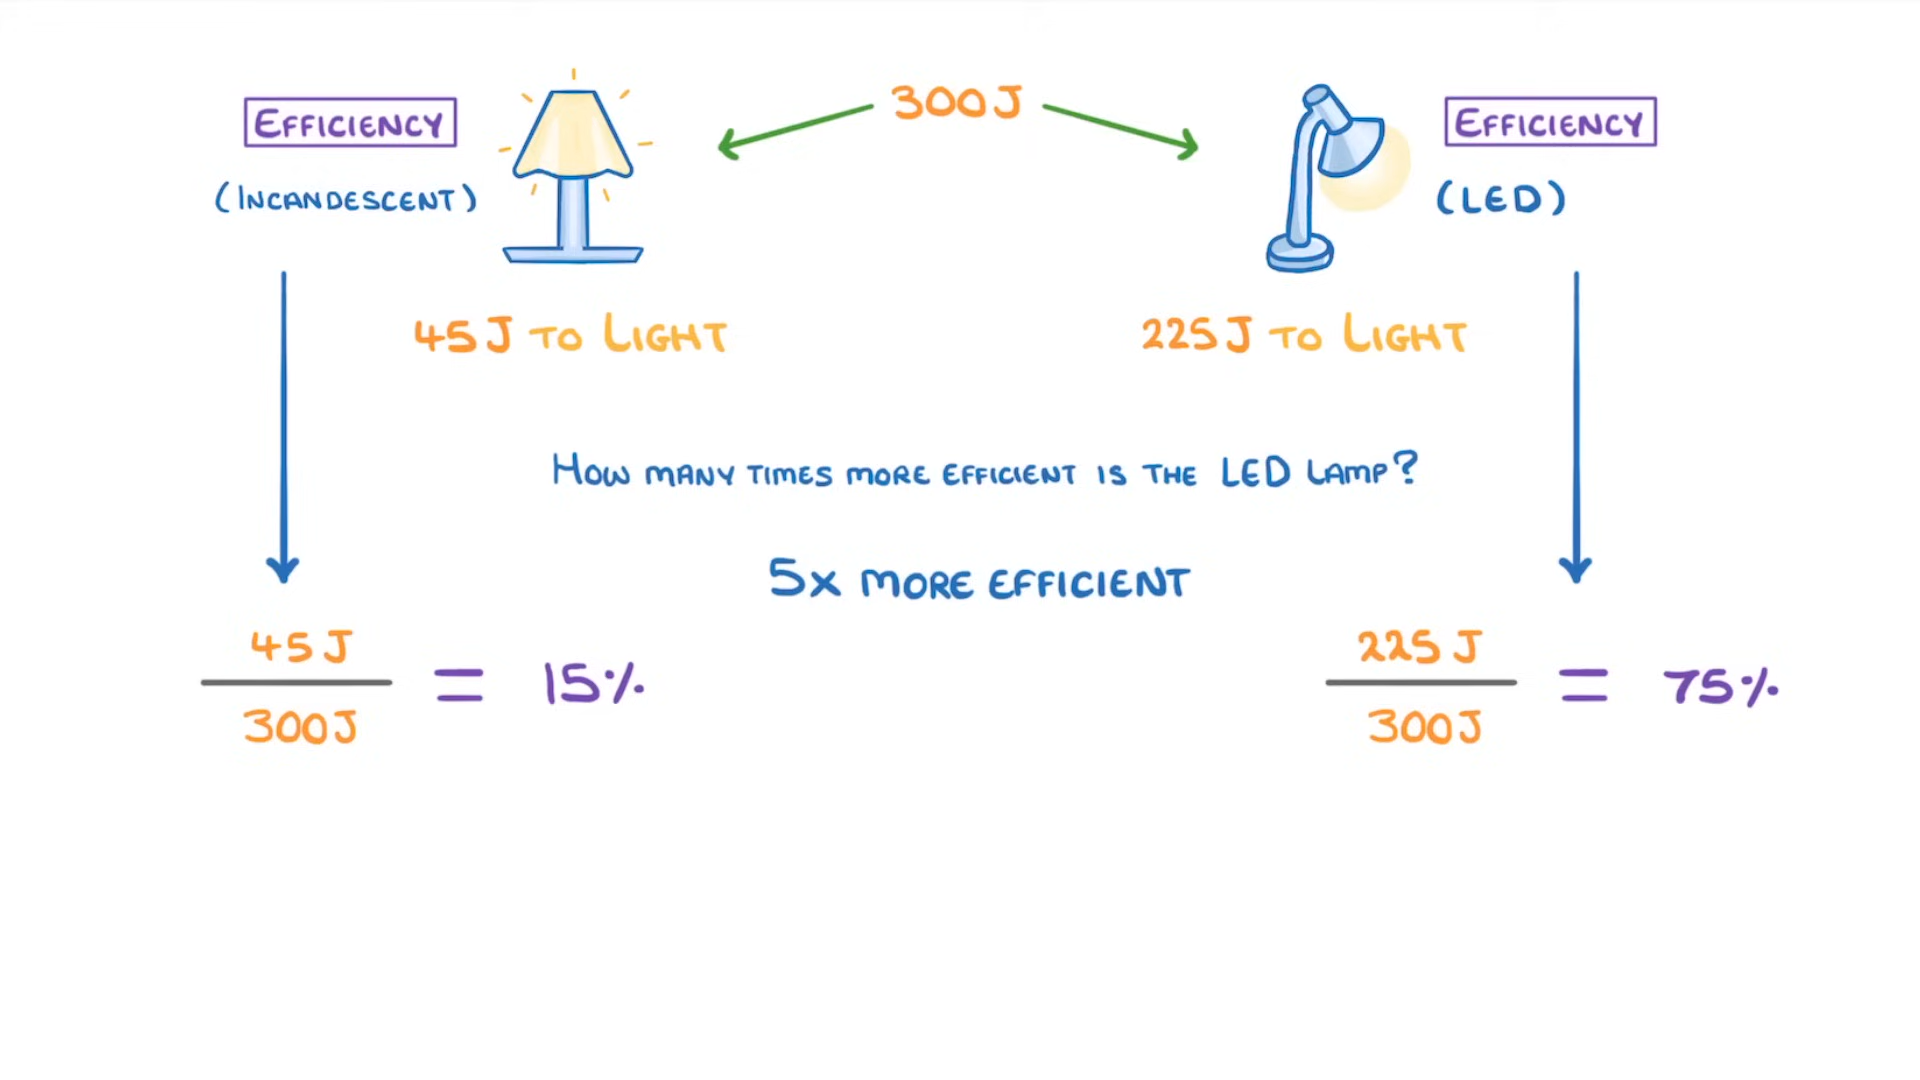 300J
EFFICIENCY
EFFICIENCY
(INCANDESCENT)
(LED)
45J TO LIGHT
225J TO LIGHT
HOW MANY TIMES MORE EFFICIENT IS THE LED LAMP?
5x MORE EFFICIENT
45J
300J
= 15%
225J
300J
= 75%